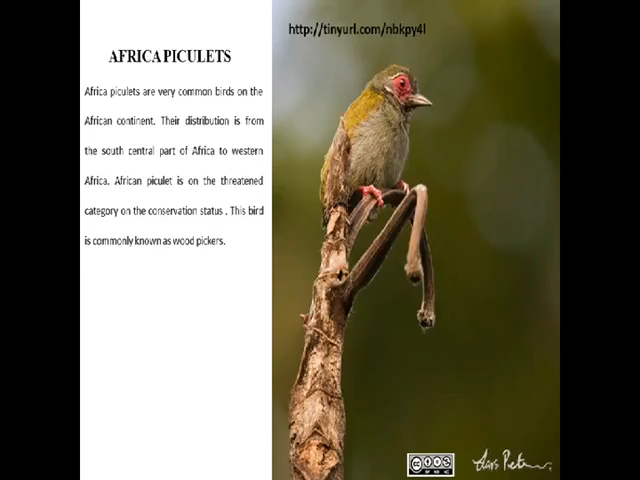 http://tinyurl.com/nbkpy4l
AFRICA PICULETS
Africa piculets are very common birds on the
African continent. Their distribution is from
the south central part of Africa to western
Africa. African piculet is on the threatened
category on the conservation status . This bird
is commonly known as wood pickers.